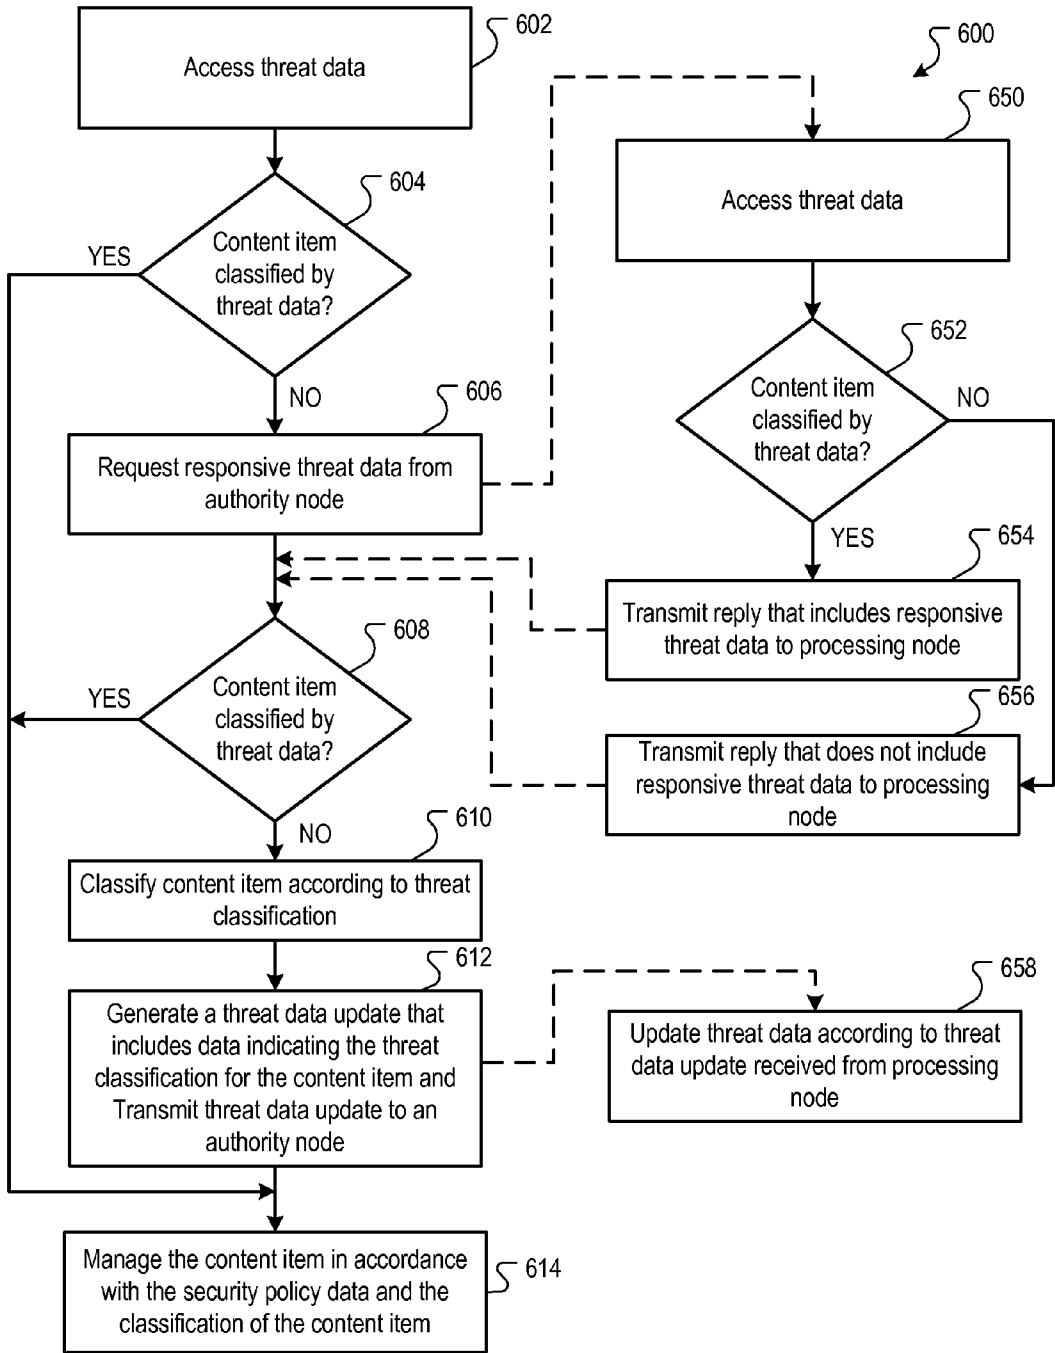 602
Access threat data
600
650
Access threat data
604
Content item
classified by
threat data?
YES
NO
652
Content item
classified by
threat data?
NO
YES
606
Request responsive threat data from
authority node
654
Transmit reply that includes responsive
threat data to processing node
608
Content item
classified by
threat data?
YES
NO
656
Transmit reply that does not include
responsive threat data to processing
node
610
Classify content item according to threat
classification
612
Generate a threat data update that
includes data indicating the threat
classification for the content item and
Transmit threat data update to an
authority node
658
Update threat data according to threat
data update received from processing
node
Manage the content item in accordance
with the security policy data and the
classification of the content item
614